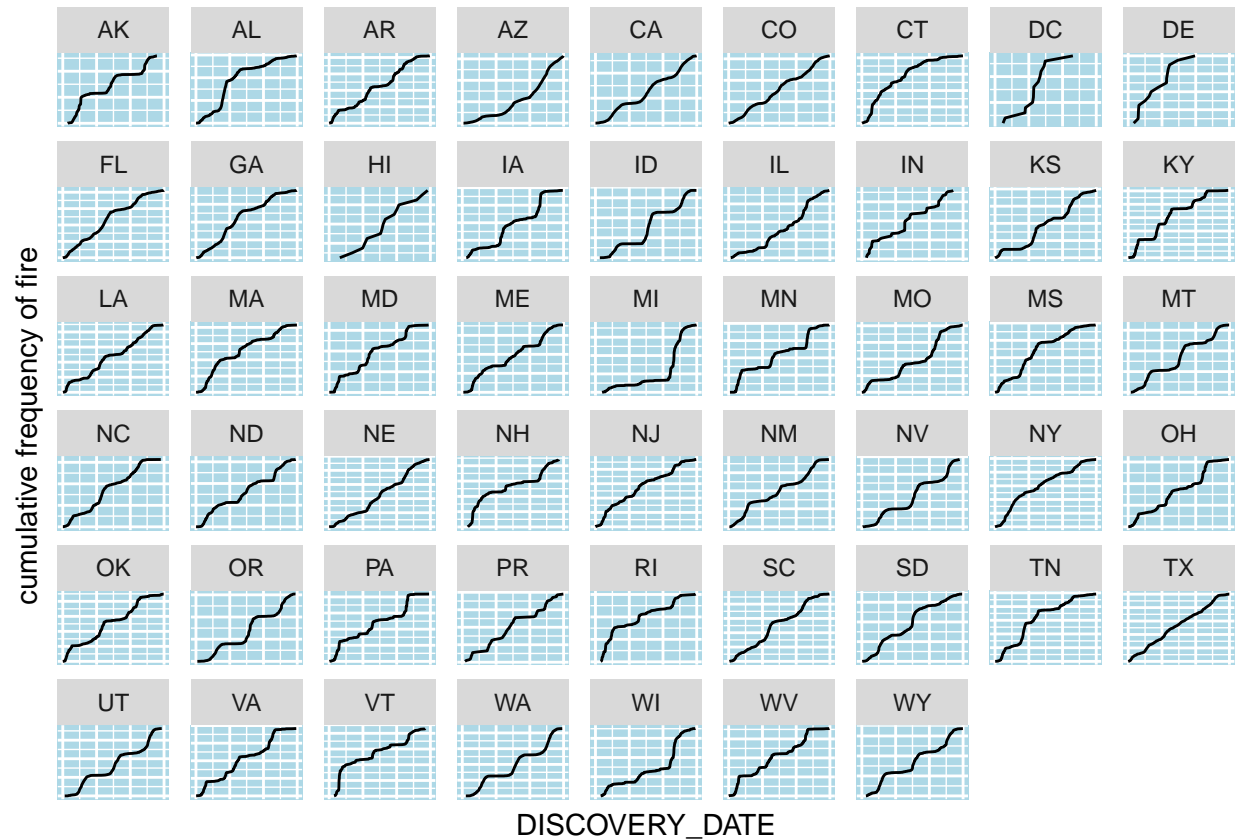 AK AL AR AZ CA CO CT DC DE
FL GA HI IA ID IL IN KS KY
LA MA MD ME MI MN MO MS MT
NC ND NE NH NJ NM NV NY OH
OK OR PA PR RI SC SD TN TX
UT VA VT WA WI WV WY
cumulative frequency of fire
DISCOVERY_DATE